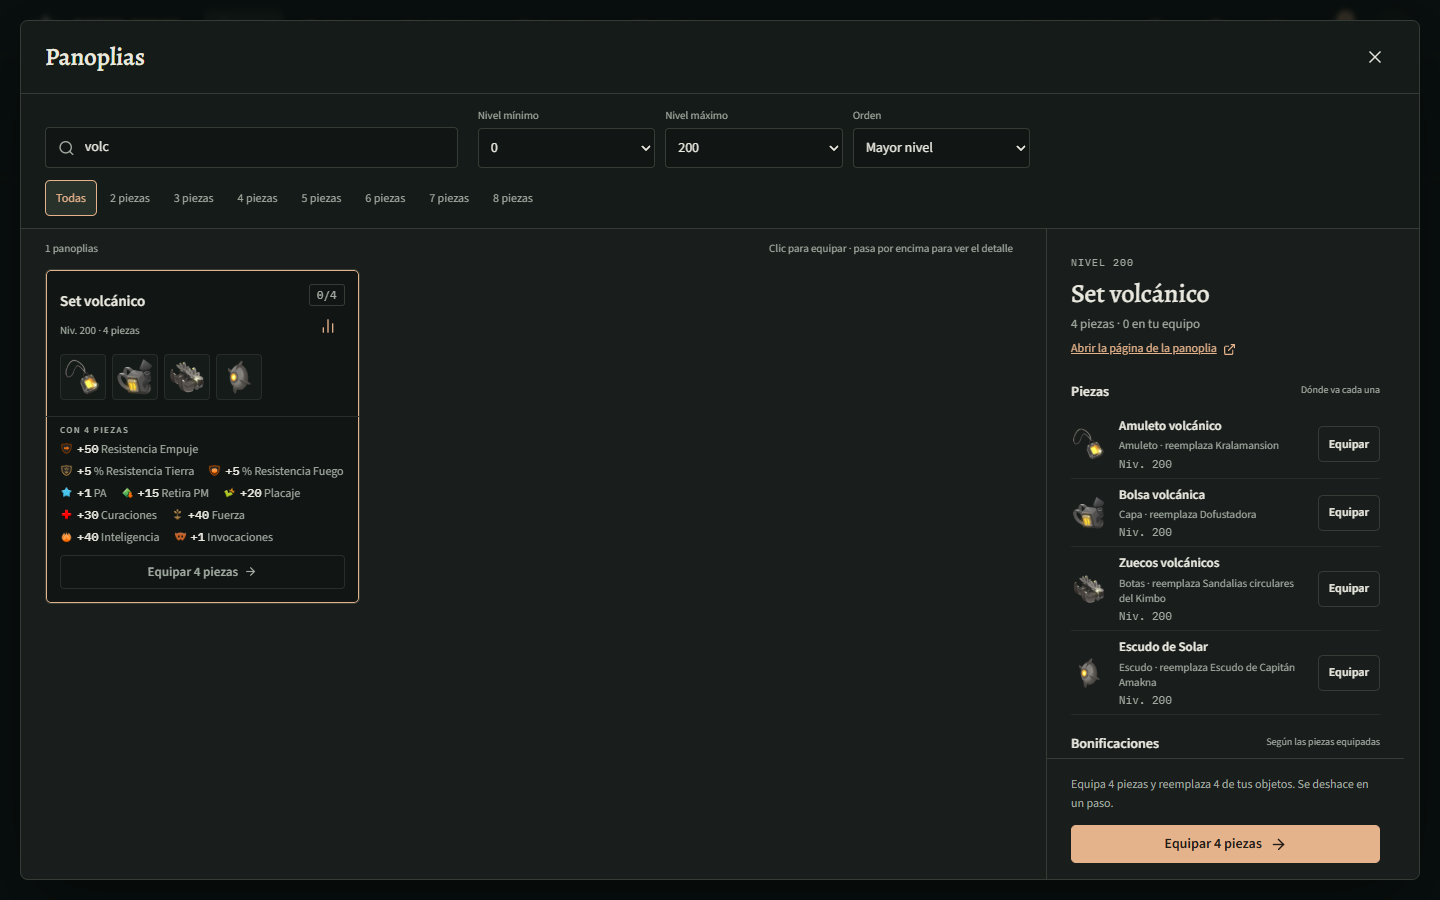 Panoplias
volc
Nivel mínimo
0
Nivel máximo
200
Orden
Mayor nivel
Todas
2 piezas
3 piezas
4 piezas
5 piezas
6 piezas
7 piezas
8 piezas
1 panoplias
Clic para equipar · pasa por encima para ver el detalle
Set volcánico
0/4
Niv. 200 · 4 piezas
CON 4 PIEZAS
+50 Resistencia Empuje
+5 % Resistencia Tierra +5 % Resistencia Fuego
+1 PA +15 Retira PM +20 Placaje
+30 Curaciones +40 Fuerza
+40 Inteligencia +1 Invocaciones
Equipar 4 piezas
NIVEL 200
Set volcánico
4 piezas · 0 en tu equipo
Abrir la página de la panoplia
Piezas
Dónde va cada una
Amuleto volcánico
Amuleto · reemplaza Kralamansion
Niv. 200
Equipar
Bolsa volcánica
Capa · reemplaza Dofustadora
Niv. 200
Equipar
Zuecos volcánicos
Botas · reemplaza Sandalias circulares
del Kimbo
Niv. 200
Equipar
Escudo de Solar
Escudo · reemplaza Escudo de Capitán
Amakna
Niv. 200
Equipar
Bonificaciones
Según las piezas equipadas
Equipa 4 piezas y reemplaza 4 de tus objetos. Se deshace en
un paso.
Equipar 4 piezas